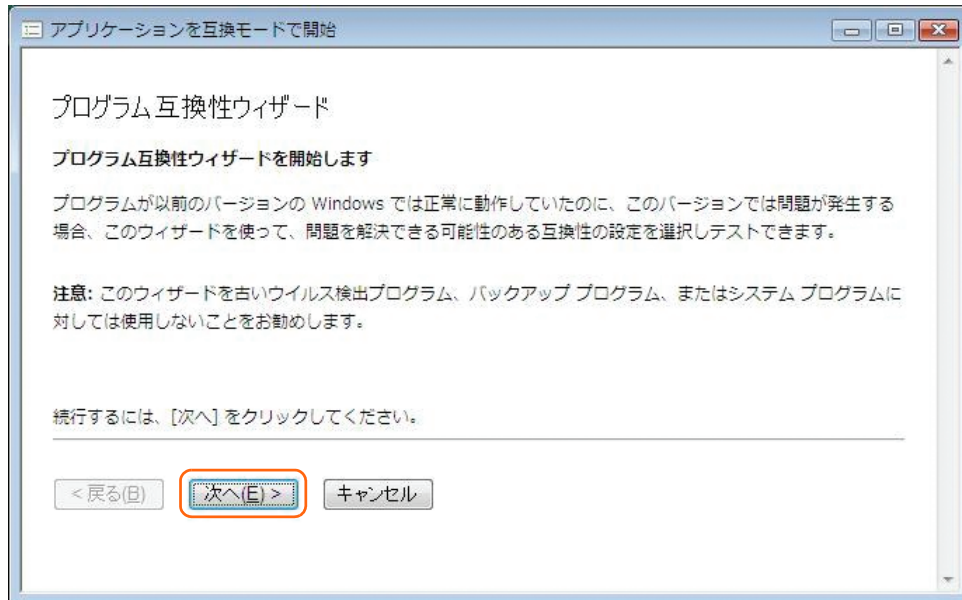 アプリケーションを互換モードで開始
プログラム互換性ウィザード
プログラム互換性ウィザードを開始します
プログラムが以前のバージョンの Windows では正常に動作していたのに、このバージョンでは問題が発生する
場合、このウィザードを使って、問題を解決できる可能性のある互換性の設定を選択しテストできます。
注意: このウィザードを古いウイルス検出プログラム、バックアップ プログラム、またはシステム プログラムに
対しては使用しないことをお勧めします。
続行するには、[次へ] をクリックしてください。
< 戻る(B) 次へ(E) > キャンセル